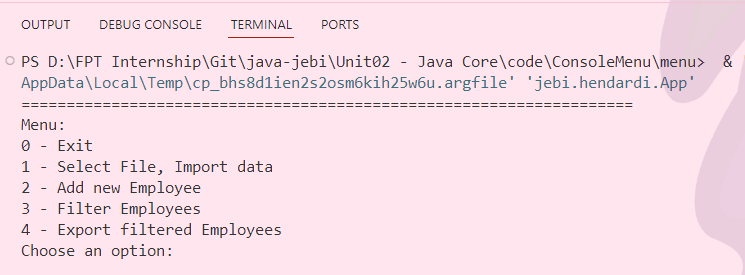 OUTPUT DEBUG CONSOLE TERMINAL PORTS
PS D:\FPT Internship\Git\java-jebi\Unit02 - Java Core\code\ConsoleMenu\menu> &
AppData\Local\Temp\cp_bhs8d1ien2s2osm6kih25w6u.argfile' 'jebi.hendardi.App'
====================================================================
Menu:
0 - Exit
1 - Select File, Import data
2 - Add new Employee
3 - Filter Employees
4 - Export filtered Employees
Choose an option: